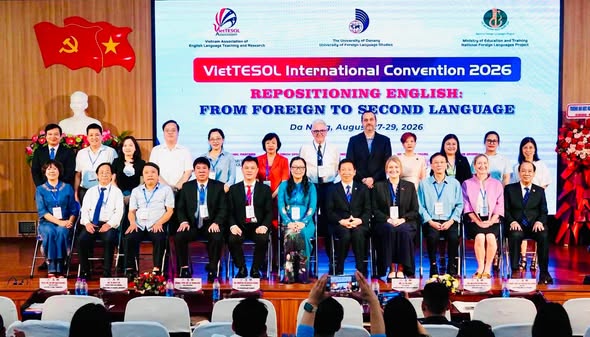 VietTESOL
Vietnam Association of
English Language Teaching and Research
The University of Danang
University of Foreign Language Studies
Ministry of Education and Training
National Foreign Languages Project
VietTESOL International Convention 2026
REPOSITIONING ENGLISH:
FROM FOREIGN TO SECOND LANGUAGE
Da Nang, August 27-29, 2026